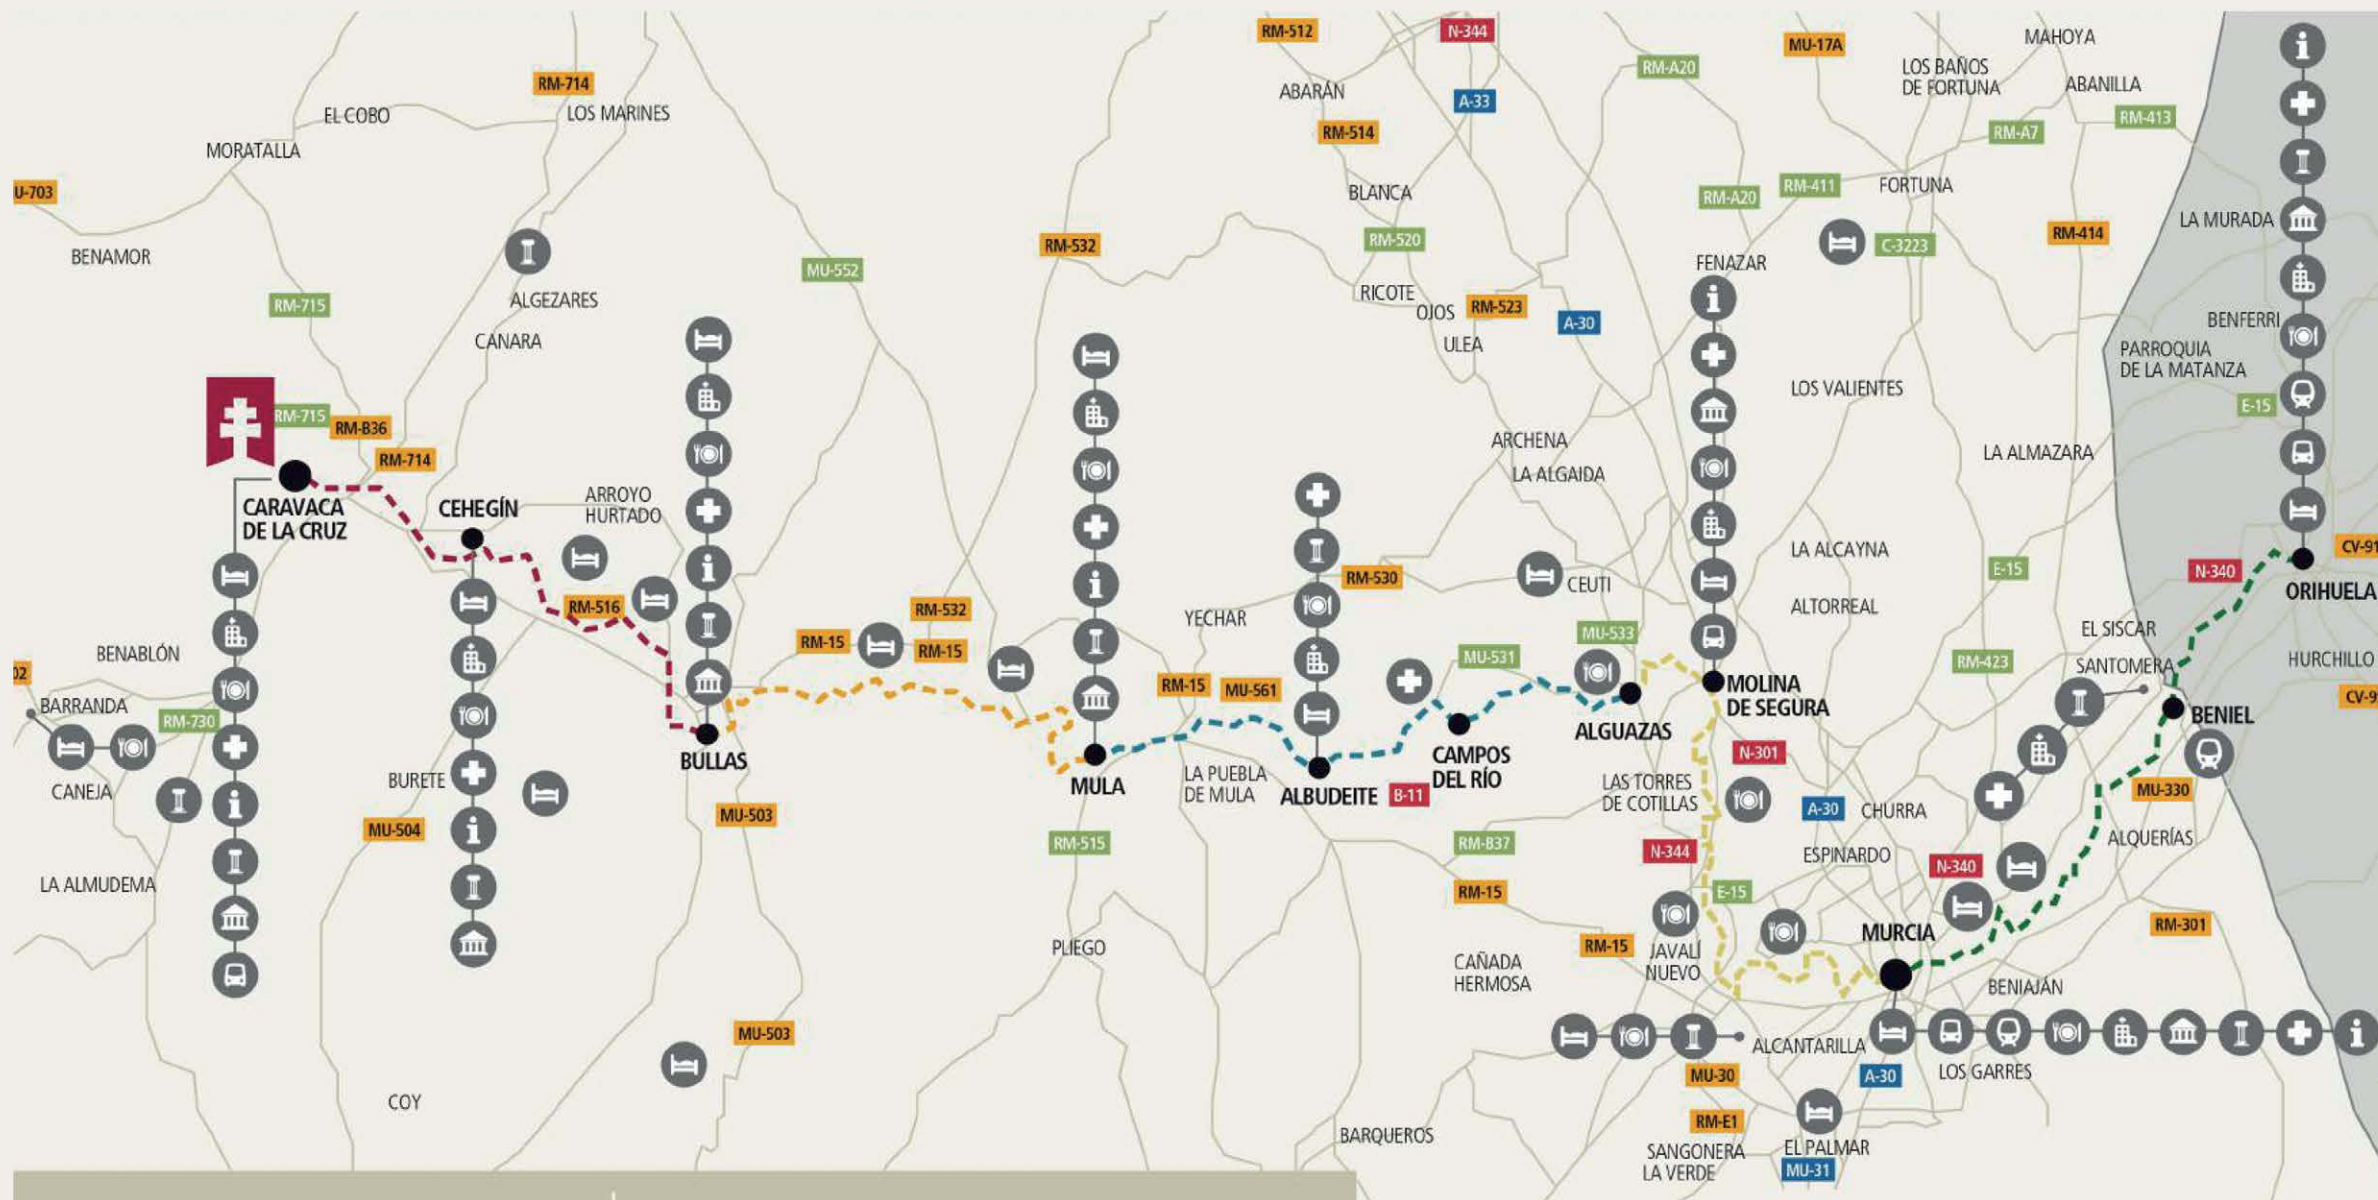 RM-512
N-344
MU-17A
MAHOYA
RM-714
EL COBO
LOS MARINES
ABARÁN
A-33
RM-A20
LOS BAÑOS
DE FORTUNA
ABANILLA
RM-413
MORATALLA
RM-514
RM-A7
U-703
BLANCA
RM-A20
RM-411
FORTUNA
LA MURADA
BENAMOR
MU-552
RM-532
RM-520
C-3223
RM-414
FENAZAR
RM-715
ALGEZARES
RICOTE
OJOS
RM-523
A-30
BENFERRI
CANARA
ULEA
PARROQUIA
DE LA MATANZA
LOS VALIENTES
E-15
RM-715
RM-B36
RM-714
ARCHENA
LA ALGAIDA
LA ALMAZARA
CARAVACA
DE LA CRUZ
CEHEGÍN
ARROYO
HURTADO
LA ALCAYNA
E-15
N-340
CV-91
ORIHUELA
RM-530
CEUTI
RM-516
RM-532
YECHAR
ALTORREAL
EL SISCAR
MU-533
RM-15
RM-15
MU-531
RM-423
SANTOMERA
HURCHILLO
BENABLÓN
02
BARRANDA
RM-730
RM-15
MU-561
MOLINA
DE SEGURA
BENIEL
CV-9
BULLAS
MULA
LA PUEBLA
DE MULA
ALBUDEITE
B-11
CAMPOS
DEL RÍO
ALGUAZAS
N-301
LAS TORRES
DE COTILLAS
CANEJA
BURETE
MU-330
MU-503
MU-504
RM-515
A-30
CHURRA
ALQUERÍAS
RM-B37
N-344
ESPINARDO
N-340
LA ALMUDEMA
RM-15
E-15
RM-301
MURCIA
PLIEGO
RM-15
JAVALÍ
NUEVO
CAÑADA
HERMOSA
BENIAJÁN
MU-503
ALCANTARILLA
LOS GARRES
MU-30
A-30
COY
RM-E1
BARQUEROS
SANGONERA
LA VERDE
EL PALMAR
MU-31